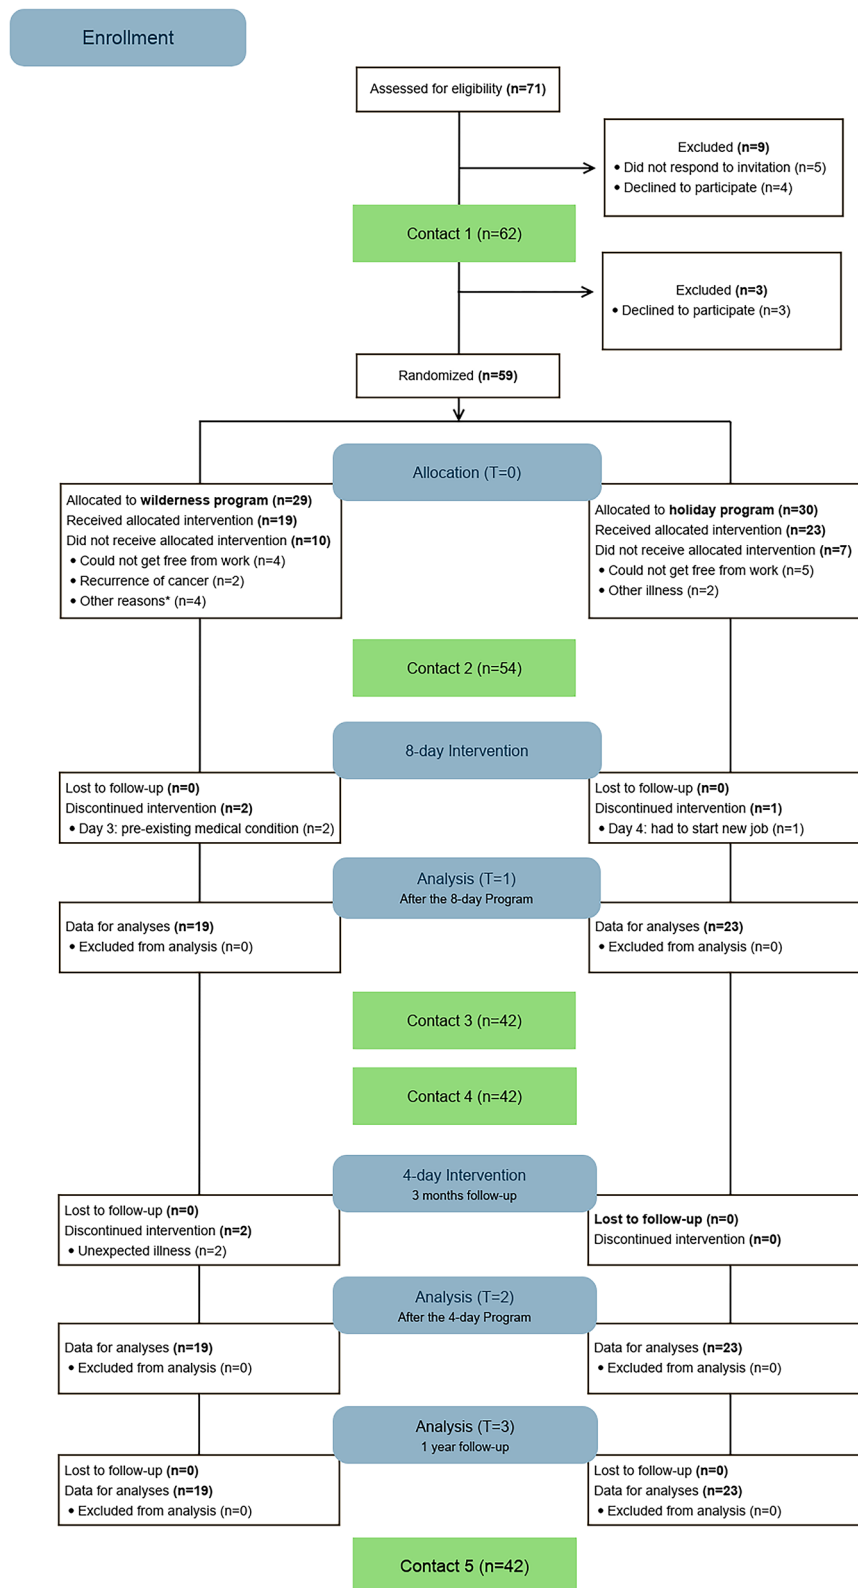 Enrollment
Assessed for eligibility (n=71)
Excluded (n=9)
• Did not respond to invitation (n=5)
• Declined to participate (n=4)
Contact 1 (n=62)
Excluded (n=3)
• Declined to participate (n=3)
Randomized (n=59)
Allocation (T=0)
Allocated to wilderness program (n=29)
Received allocated intervention (n=19)
Did not receive allocated intervention (n=10)
• Could not get free from work (n=4)
• Recurrence of cancer (n=2)
• Other reasons* (n=4)
Allocated to holiday program (n=30)
Received allocated intervention (n=23)
Did not receive allocated intervention (n=7)
• Could not get free from work (n=5)
• Other illness (n=2)
Contact 2 (n=54)
8-day Intervention
Lost to follow-up (n=0)
Discontinued intervention (n=2)
• Day 3: pre-existing medical condition (n=2)
Lost to follow-up (n=0)
Discontinued intervention (n=1)
• Day 4: had to start new job (n=1)
Analysis (T=1)
After the 8-day Program
Data for analyses (n=19)
• Excluded from analysis (n=0)
Data for analyses (n=23)
• Excluded from analysis (n=0)
Contact 3 (n=42)
Contact 4 (n=42)
4-day Intervention
3 months follow-up
Lost to follow-up (n=0)
Discontinued intervention (n=2)
• Unexpected illness (n=2)
Lost to follow-up (n=0)
Discontinued intervention (n=0)
Analysis (T=2)
After the 4-day Program
Data for analyses (n=19)
• Excluded from analysis (n=0)
Data for analyses (n=23)
• Excluded from analysis (n=0)
Analysis (T=3)
1 year follow-up
Lost to follow-up (n=0)
Data for analyses (n=19)
• Excluded from analysis (n=0)
Lost to follow-up (n=0)
Data for analyses (n=23)
• Excluded from analysis (n=0)
Contact 5 (n=42)